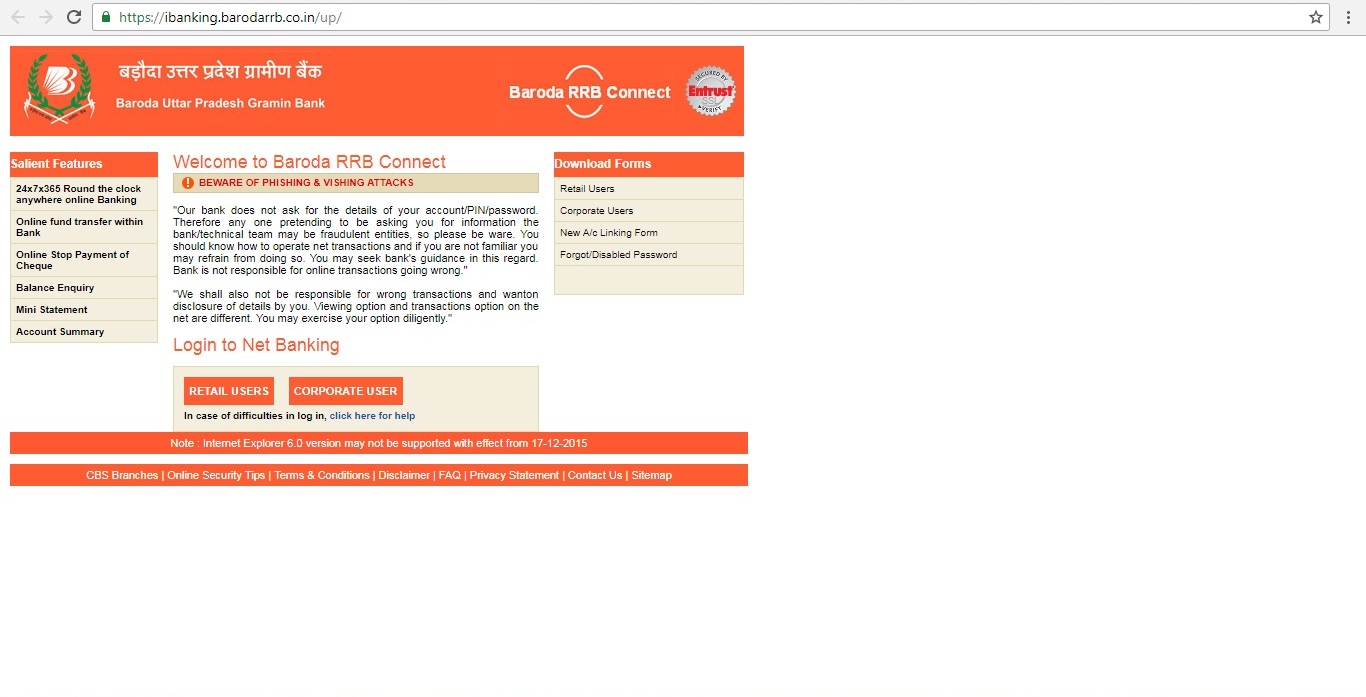 https://ibanking.barodarrb.co.in/up/
बड़ौदा उत्तर प्रदेश ग्रामीण बैंक
Baroda Uttar Pradesh Gramin Bank
Baroda RRB Connect
SECURED BY
Entrust
SSL
VERIFY
Salient Features
24x7x365 Round the clock
anywhere online Banking
Online fund transfer within
Bank
Online Stop Payment of
Cheque
Balance Enquiry
Mini Statement
Account Summary
Welcome to Baroda RRB Connect
BEWARE OF PHISHING & VISHING ATTACKS
"Our bank does not ask for the details of your account/PIN/password.
Therefore any one pretending to be asking you for information the
bank/technical team may be fraudulent entities, so please be ware. You
should know how to operate net transactions and if you are not familiar you
may refrain from doing so. You may seek bank's guidance in this regard.
Bank is not responsible for online transactions going wrong."
"We shall also not be responsible for wrong transactions and wanton
disclosure of details by you. Viewing option and transactions option on the
net are different. You may exercise your option diligently."
Login to Net Banking
RETAIL USERS
CORPORATE USER
In case of difficulties in log in, click here for help
Download Forms
Retail Users
Corporate Users
New A/c Linking Form
Forgot/Disabled Password
Note : Internet Explorer 6.0 version may not be supported with effect from 17-12-2015
CBS Branches | Online Security Tips | Terms & Conditions | Disclaimer | FAQ | Privacy Statement | Contact Us | Sitemap